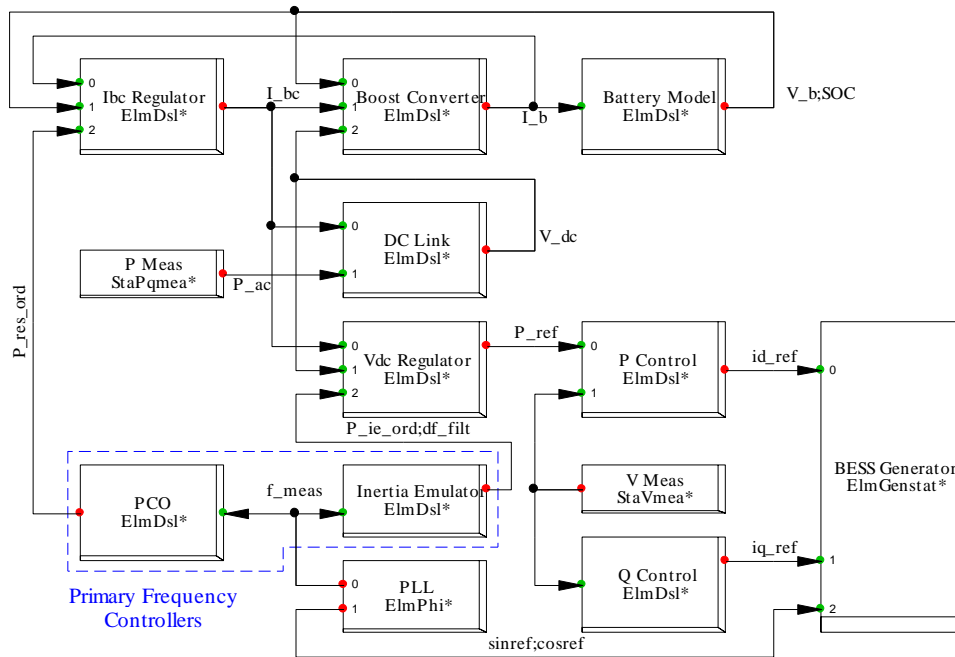 0
Ibc Regulator
1
ElmDsl*
2
I_bc
0
Boost Converter
1
ElmDsl*
2
I_b
Battery Model
ElmDsl*
V_b;SOC
0
DC Link
ElmDsl*
1
V_dc
P Meas
StaPqmea*
P_ac
P_res_ord
0
Vdc Regulator
1
ElmDsl*
2
P_ref
0
P Control
ElmDsl*
1
id_ref
0
BESS Generator
ElmGenstat*
1
2
P_ie_ord;df_filt
PCO
ElmDsl*
f_meas
Inertia Emulator
ElmDsl*
V Meas
StaVmea*
Q Control
ElmDsl*
iq_ref
0
PLL
1
ElmPhi*
Primary Frequency
Controllers
sinref;cosref